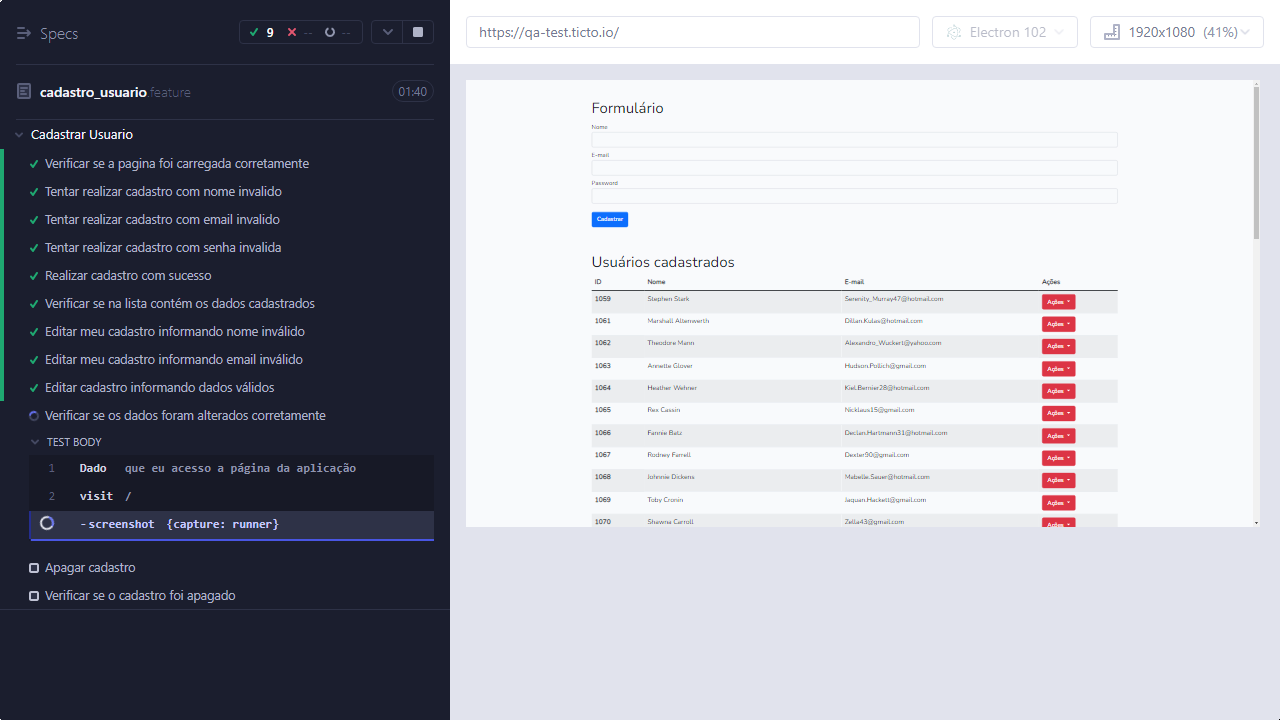 Specs
9 -- --
cadastro_usuario.feature 01:40
Cadastrar Usuario
Verificar se a pagina foi carregada corretamente
Tentar realizar cadastro com nome invalido
Tentar realizar cadastro com email invalido
Tentar realizar cadastro com senha invalida
Realizar cadastro com sucesso
Verificar se na lista contém os dados cadastrados
Editar meu cadastro informando nome inválido
Editar meu cadastro informando email inválido
Editar cadastro informando dados válidos
Verificar se os dados foram alterados corretamente
TEST BODY
1 Dado que eu acesso a página da aplicação
2 visit /
-screenshot {capture: runner}
Apagar cadastro
Verificar se o cadastro foi apagado
https://qa-test.ticto.io/
Electron 102
1920x1080 (41%)
Formulário
Nome
E-mail
Password
Cadastrar
Usuários cadastrados
ID Nome E-mail Ações
1059 Stephen Stark Serenity_Murray47@hotmail.com Ações
1061 Marshall Altenwerth Dillan.Kulas@hotmail.com Ações
1062 Theodore Mann Alexandro_Wuckert@yahoo.com Ações
1063 Annette Glover Hudson.Pollich@gmail.com Ações
1064 Heather Wehner Kiel.Bernier28@hotmail.com Ações
1065 Rex Cassin Nicklaus15@gmail.com Ações
1066 Fannie Batz Declan.Hartmann31@hotmail.com Ações
1067 Rodney Farrell Dexter90@gmail.com Ações
1068 Johnnie Dickens Mabelle.Sauer@hotmail.com Ações
1069 Toby Cronin Jaquan.Hackett@gmail.com Ações
1070 Shawna Carroll Zella43@gmail.com Ações